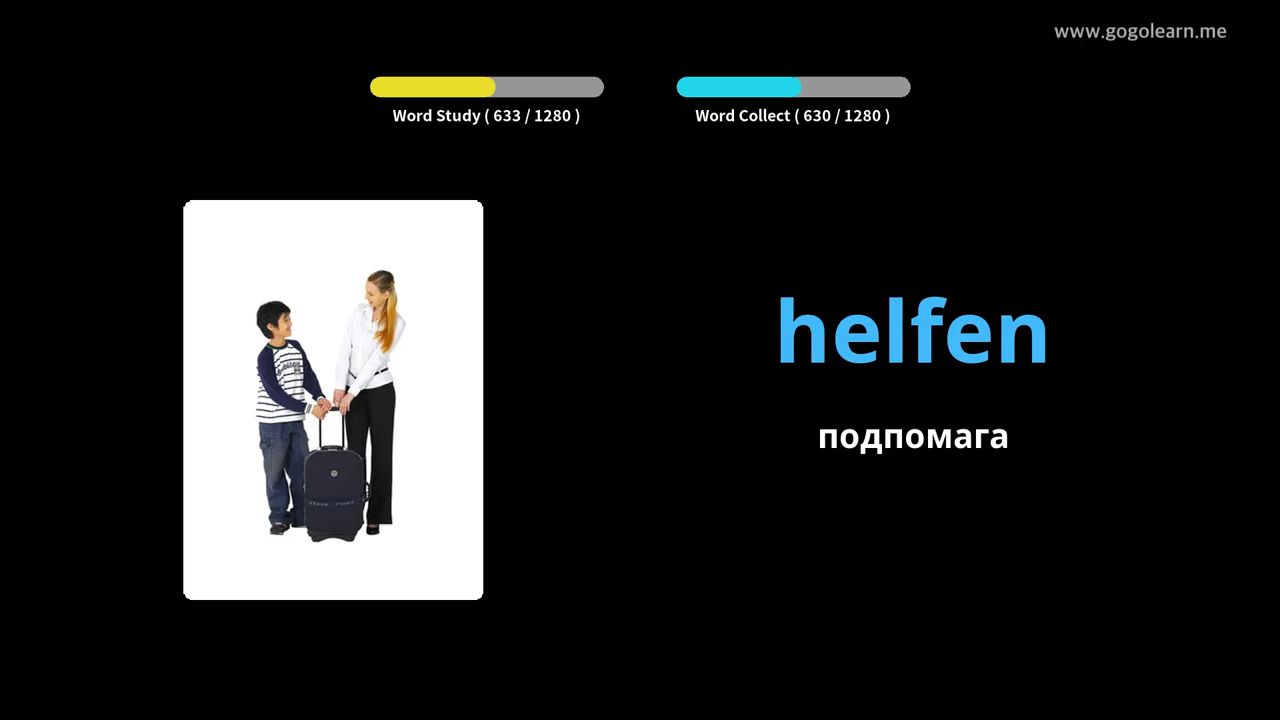 www.gogolearn.me
Word Study ( 633 / 1280 )
Word Collect ( 630 / 1280 )
helfen
подпомага